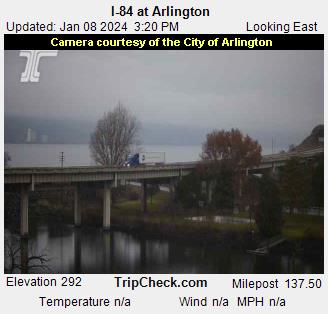 I-84 at Arlington
Updated: Jan 08 2024 3:20 PM Looking East
Camera courtesy of the City of Arlington
Elevation 292 TripCheck.com Milepost 137.50
Temperature n/a Wind n/a MPH n/a